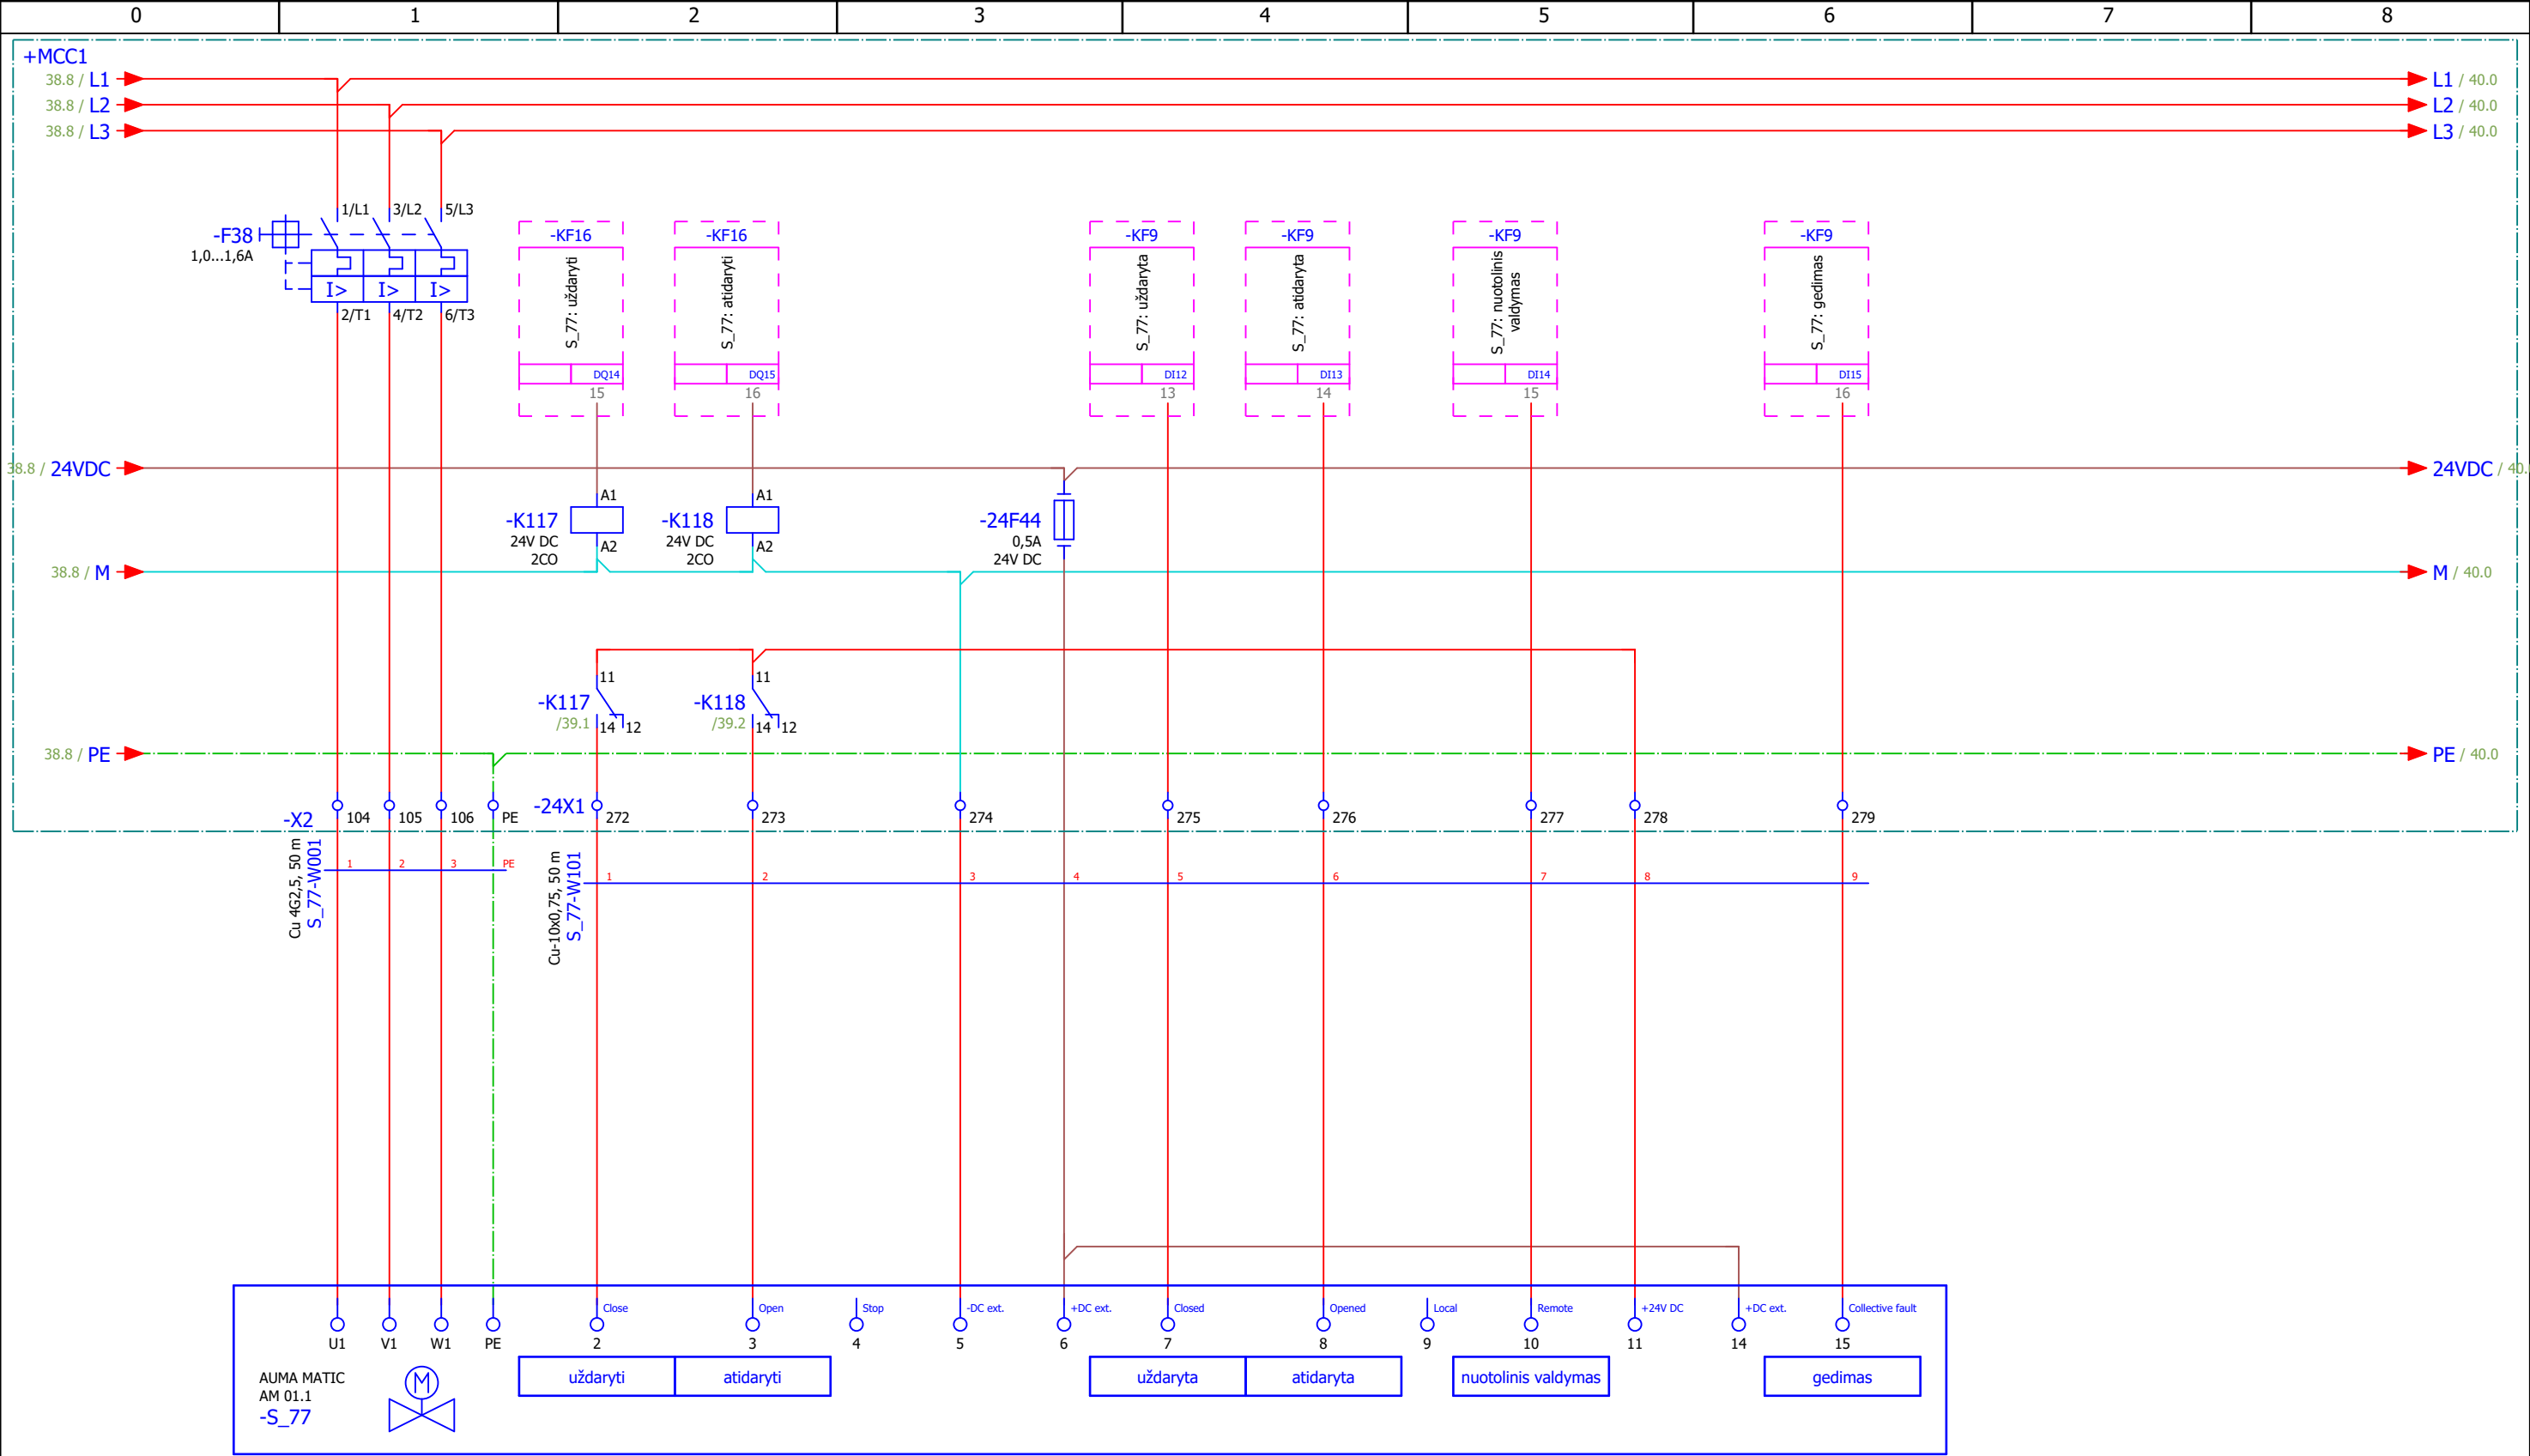 0 1 2 3 4 5 6 7 8
+MCC1
38.8 / L1 L1 / 40.0
38.8 / L2 L2 / 40.0
38.8 / L3 L3 / 40.0
1/L1 3/L2 5/L3
-F38
1,0...1,6A
I> I> I>
2/T1 4/T2 6/T3
-KF16 -KF16 -KF9 -KF9 -KF9 -KF9
S_77: uždaryti
S_77: atidaryti
S_77: uždaryta
S_77: atidaryta
S_77: nuotolinis
valdymas
S_77: gedimas
DQ14 DQ15 DI12 DI13 DI14 DI15
15 16 13 14 15 16
38.8 / 24VDC 24VDC / 40.
A1 A1
-K117 -K118 -24F44
24V DC 24V DC 0,5A
A2 A2
2CO 2CO 24V DC
38.8 / M M / 40.0
11 11
-K117 -K118
/39.1 14 12 /39.2 14 12
38.8 / PE PE / 40.0
-X2 104 105 106 PE -24X1 272 273 274 275 276 277 278 279
Cu 4G2,5, 50 m
S_77-W001
1 2 3 PE
Cu-10x0,75, 50 m
S_77-W101
1 2 3 4 5 6 7 8 9
Close Open Stop -DC ext. +DC ext. Closed Opened Local Remote +24V DC +DC ext. Collective fault
U1 V1 W1 PE 2 3 4 5 6 7 8 9 10 11 14 15
AUMA MATIC
AM 01.1
-S_77
M
uždaryti atidaryti uždaryta atidaryta nuotolinis valdymas gedimas